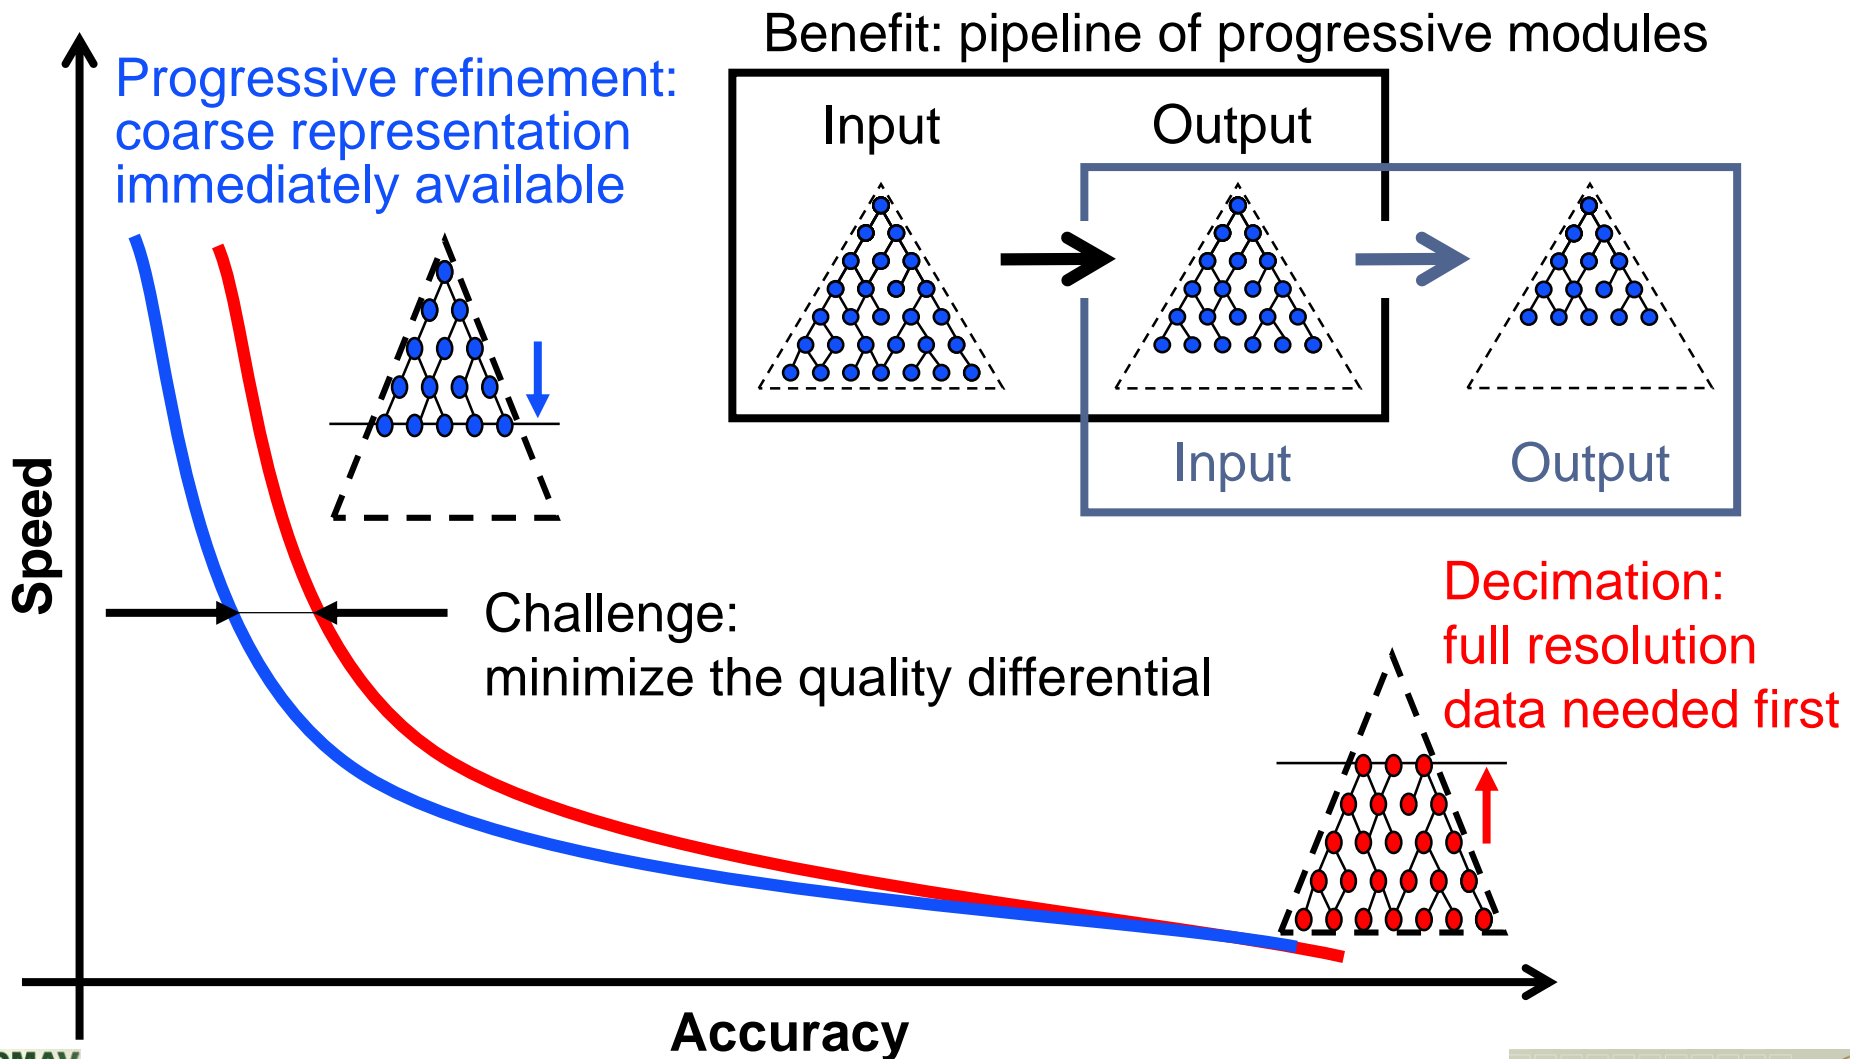 Benefit: pipeline of progressive modules
Progressive refinement:
coarse representation
immediately available
Input
Output
Input
Output
Speed
Challenge:
minimize the quality differential
Decimation:
full resolution
data needed first
Accuracy